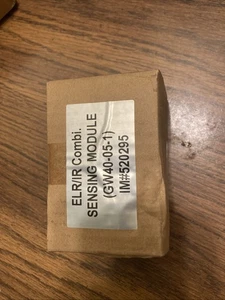 ELR/IR Combi.
SENSING MODULE
(GW40-05-1)
IM#520295